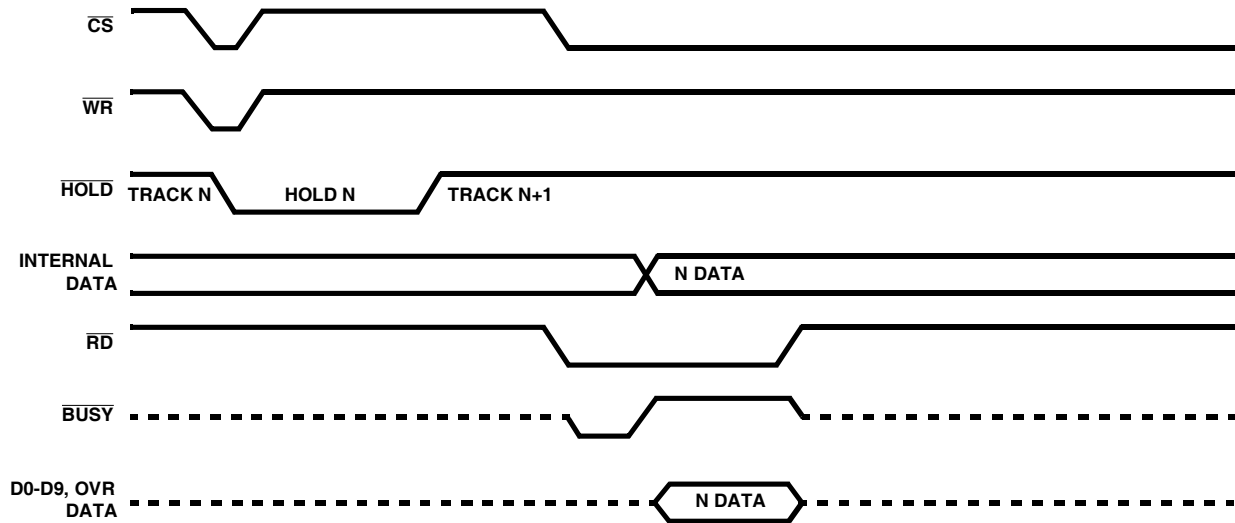 CS
WR
HOLD
TRACK N
HOLD N
TRACK N+1
INTERNAL
DATA
N DATA
RD
BUSY
D0-D9, OVR
DATA
N DATA